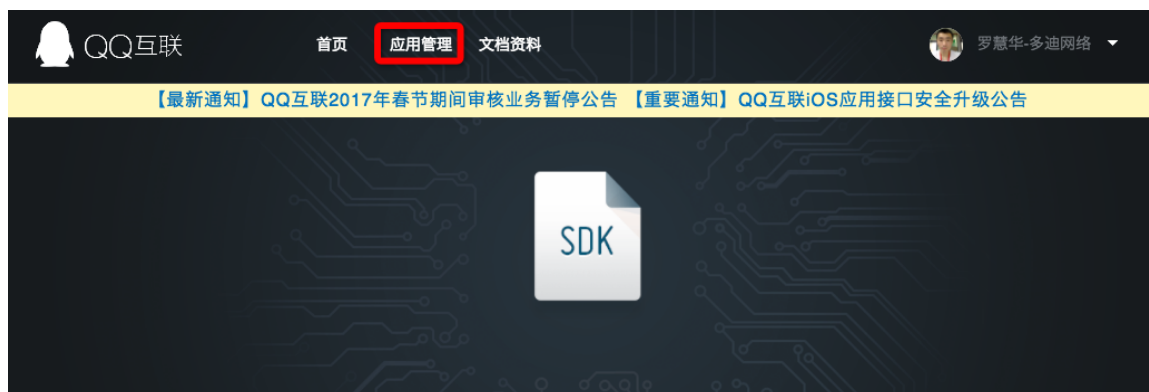 QQ互联 首页 应用管理 文档资料 罗慧华-多迪网络
【最新通知】QQ互联2017年春节期间审核业务暂停公告 【重要通知】QQ互联iOS应用接口安全升级公告
SDK